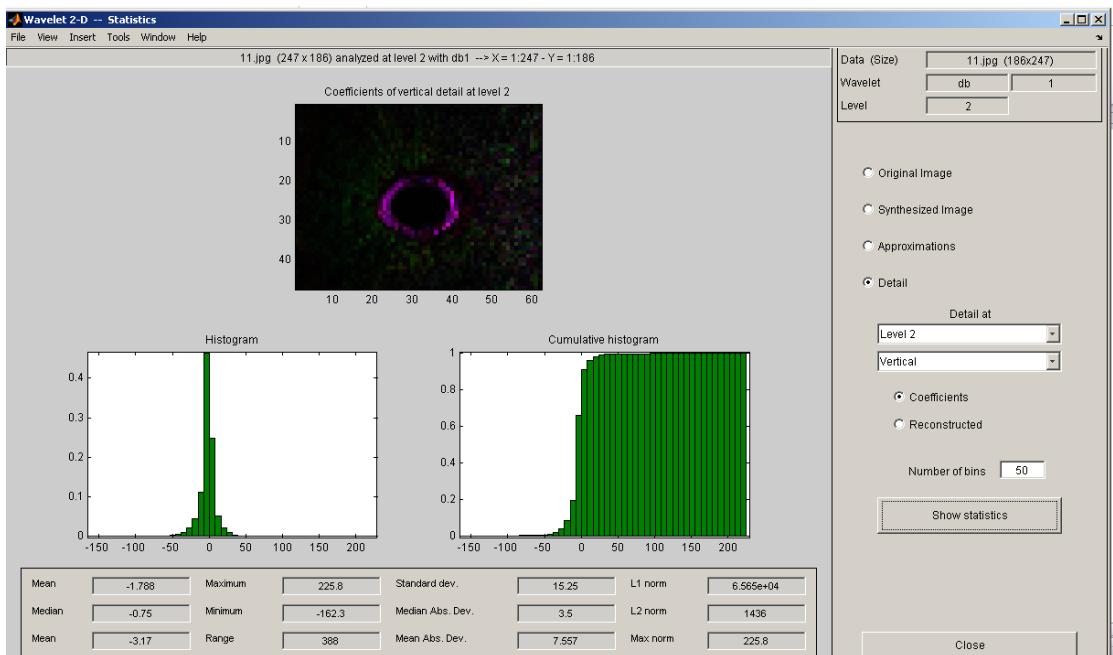 Wavelet 2-D -- Statistics
File View Insert Tools Window Help
11.jpg (247 x 186) analyzed at level 2 with db1 --> X = 1:247 - Y = 1:186
Coefficients of vertical detail at level 2
10
20
30
40
10 20 30 40 50 60
Histogram
0.4
0.3
0.2
0.1
0
-150 -100 -50 0 50 100 150 200
Cumulative histogram
1
0.8
0.6
0.4
0.2
0
-150 -100 -50 0 50 100 150 200
Mean -1.788 Maximum 225.8 Standard dev. 15.25 L1 norm 6.565e+04
Median -0.75 Minimum -162.3 Median Abs. Dev. 3.5 L2 norm 1436
Mean -3.17 Range 388 Mean Abs. Dev. 7.557 Max norm 225.8
Data (Size) 11.jpg (186x247)
Wavelet db 1
Level 2
Original Image
Synthesized Image
Approximations
Detail
Detail at
Level 2
Vertical
Coefficients
Reconstructed
Number of bins 50
Show statistics
Close